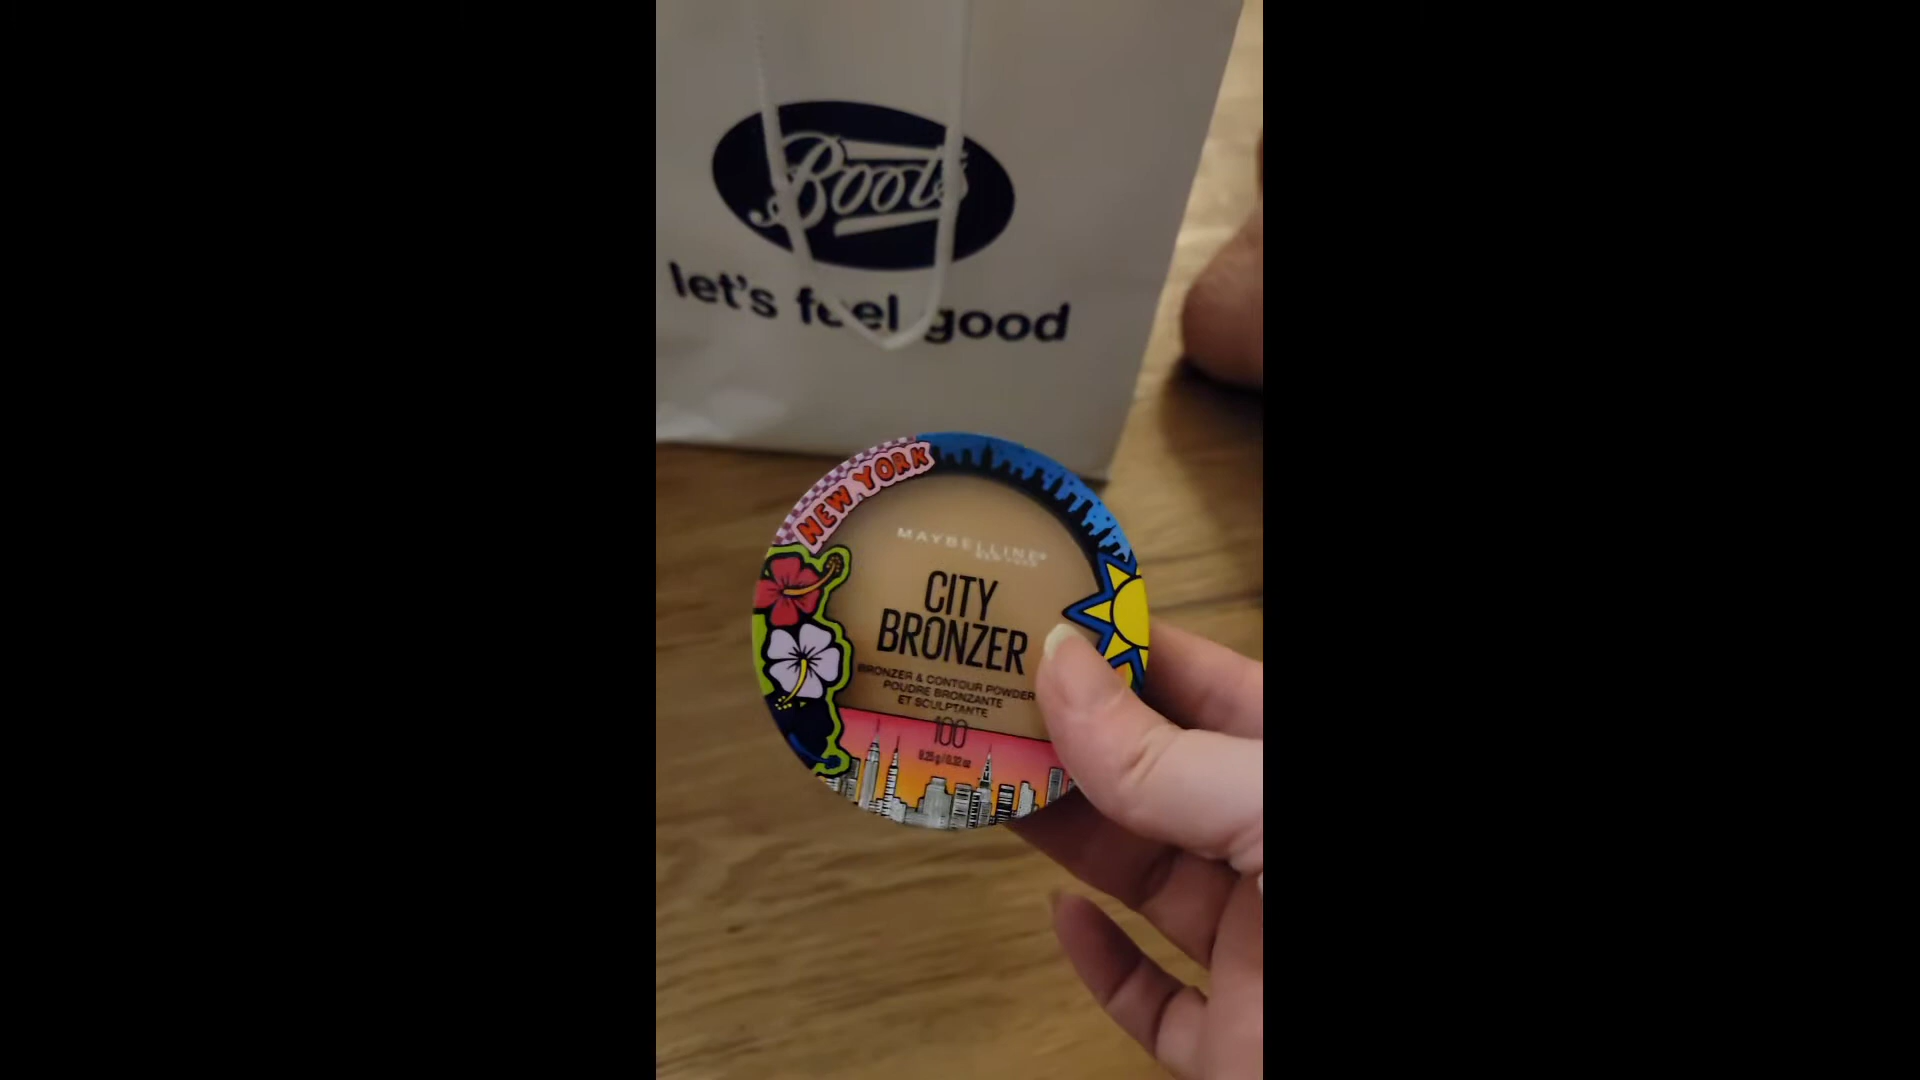 Boots
let's feel good
NEW YORK
MAYBELLINE
CITY
BRONZER
BRONZER & CONTOUR POWDER
POUDRE BRONZANTE
ET SCULPTANTE
100